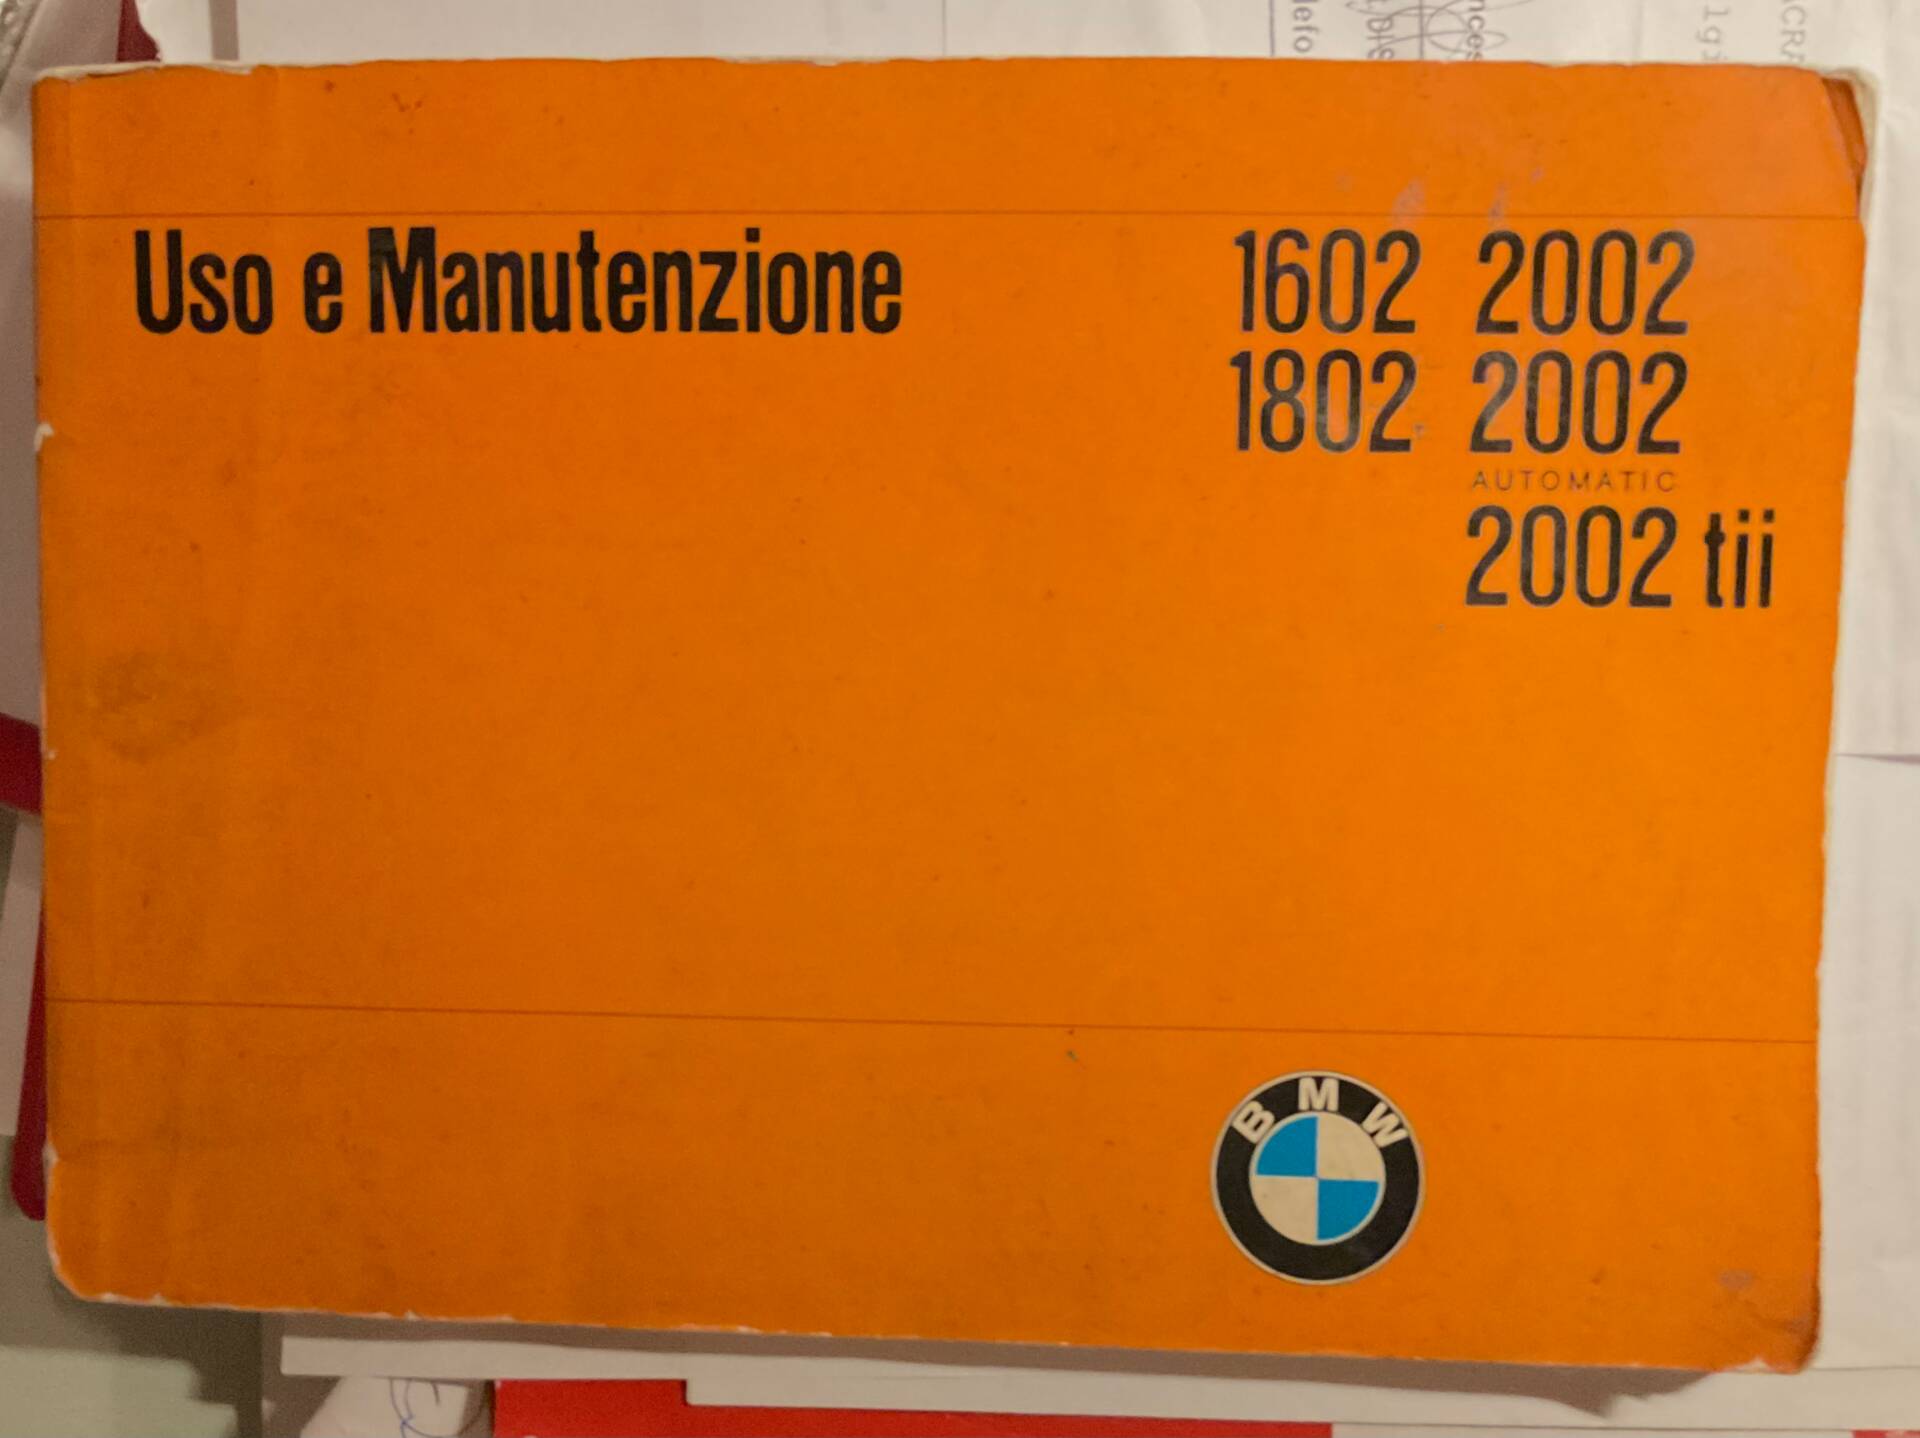 Uso e Manutenzione
1602 2002
1802 2002
AUTOMATIC
2002 tii
BMW